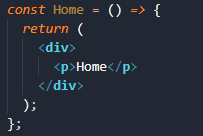 const Home = () => {
  return (
    <div>
      <p>Home</p>
    </div>
  );
};